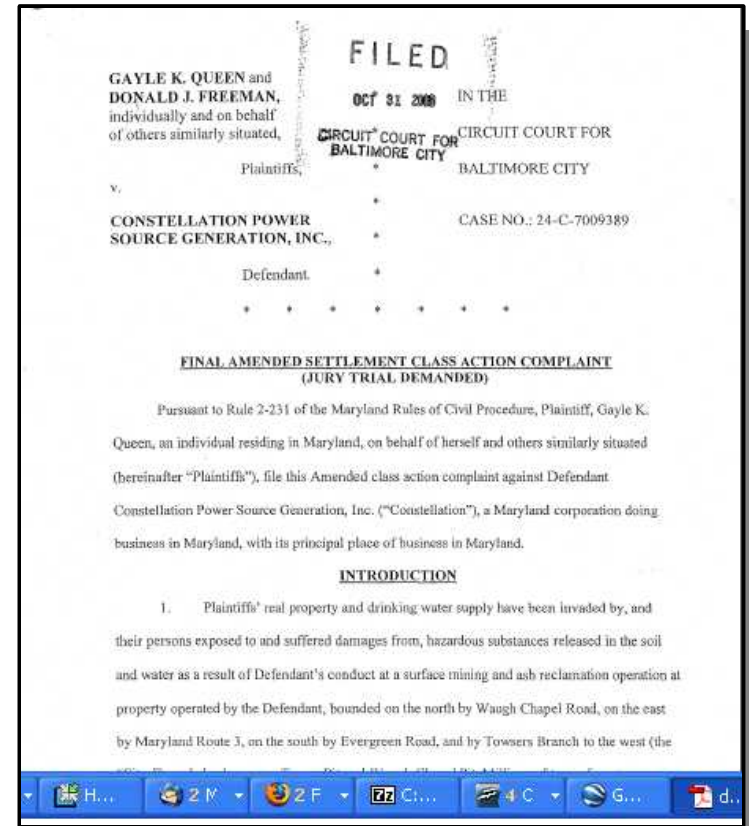 FILED
OCT 31 2008
CIRCUIT COURT FOR
BALTIMORE CITY
GAYLE K. QUEEN and
DONALD J. FREEMAN,
individually and on behalf
of others similarly situated,
Plaintiffs,
v.
CONSTELLATION POWER
SOURCE GENERATION, INC.,
Defendant.
IN THE
CIRCUIT COURT FOR
BALTIMORE CITY
CASE NO.: 24-C-7009389
*
*
*
*
*
* * * * * * *
FINAL AMENDED SETTLEMENT CLASS ACTION COMPLAINT
(JURY TRIAL DEMANDED)
Pursuant to Rule 2-231 of the Maryland Rules of Civil Procedure, Plaintiff, Gayle K.
Queen, an individual residing in Maryland, on behalf of herself and others similarly situated
(hereinafter “Plaintiffs”), file this Amended class action complaint against Defendant
Constellation Power Source Generation, Inc. (“Constellation”), a Maryland corporation doing
business in Maryland, with its principal place of business in Maryland.
INTRODUCTION
1. Plaintiffs’ real property and drinking water supply have been invaded by, and
their persons exposed to and suffered damages from, hazardous substances released in the soil
and water as a result of Defendant’s conduct at a surface mining and ash reclamation operation at
property operated by the Defendant, bounded on the north by Waugh Chapel Road, on the east
by Maryland Route 3, on the south by Evergreen Road, and by Towsers Branch to the west (the
H... 2 M 2 F 7z C:... 4 C G... d..